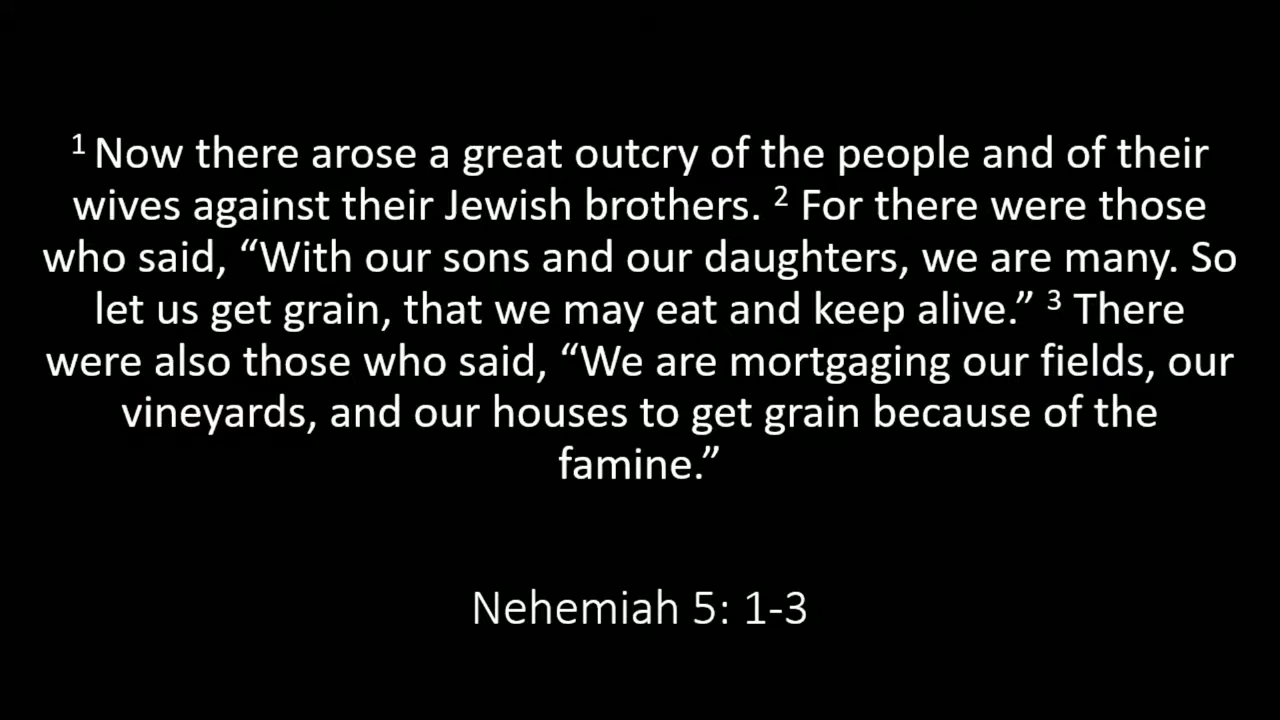 ¹ Now there arose a great outcry of the people and of their
wives against their Jewish brothers. ² For there were those
who said, “With our sons and our daughters, we are many. So
let us get grain, that we may eat and keep alive.” ³ There
were also those who said, “We are mortgaging our fields, our
vineyards, and our houses to get grain because of the
famine.”
Nehemiah 5: 1-3